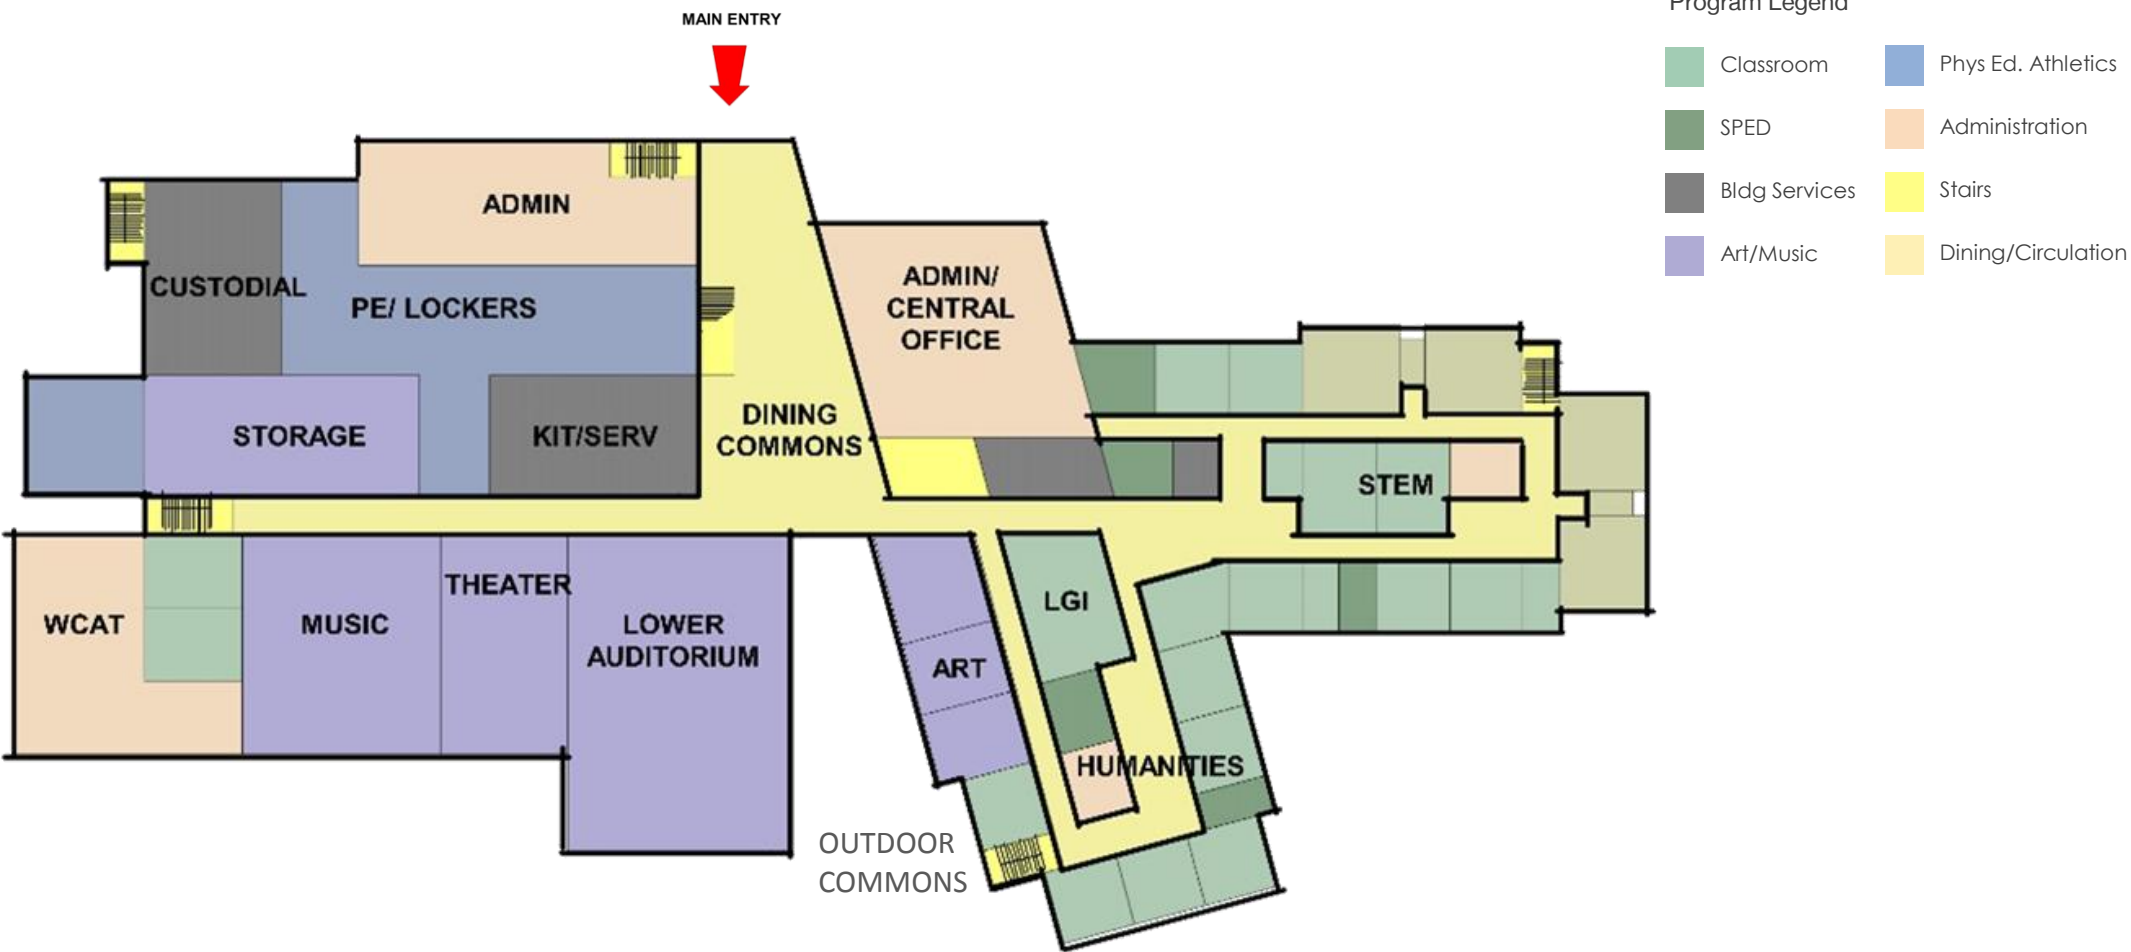 MAIN ENTRY
Program Legend
Classroom
Phys Ed. Athletics
SPED
Administration
Bldg Services
Stairs
Art/Music
Dining/Circulation
ADMIN
CUSTODIAL
PE/ LOCKERS
ADMIN/
CENTRAL
OFFICE
STORAGE
KIT/SERV
DINING
COMMONS
STEM
WCAT
MUSIC
THEATER
LOWER
AUDITORIUM
ART
LGI
HUMANITIES
OUTDOOR
COMMONS